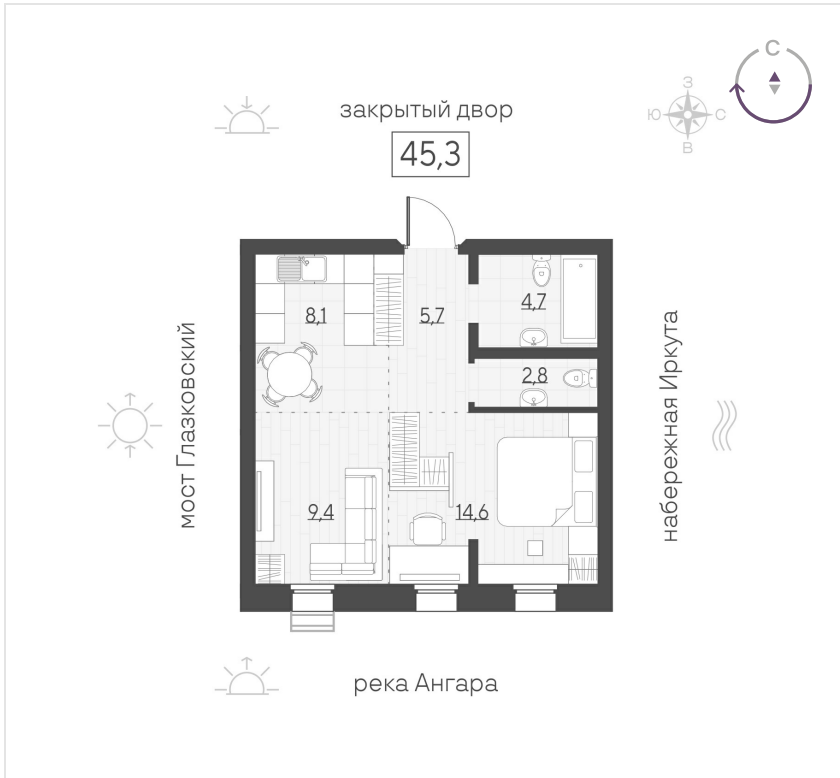 С
закрытый двор
45,3
З
Ю
С
В
8,1
5,7
4,7
2,8
мост Глазковский
набережная Иркута
9,4
14,6
река Ангара